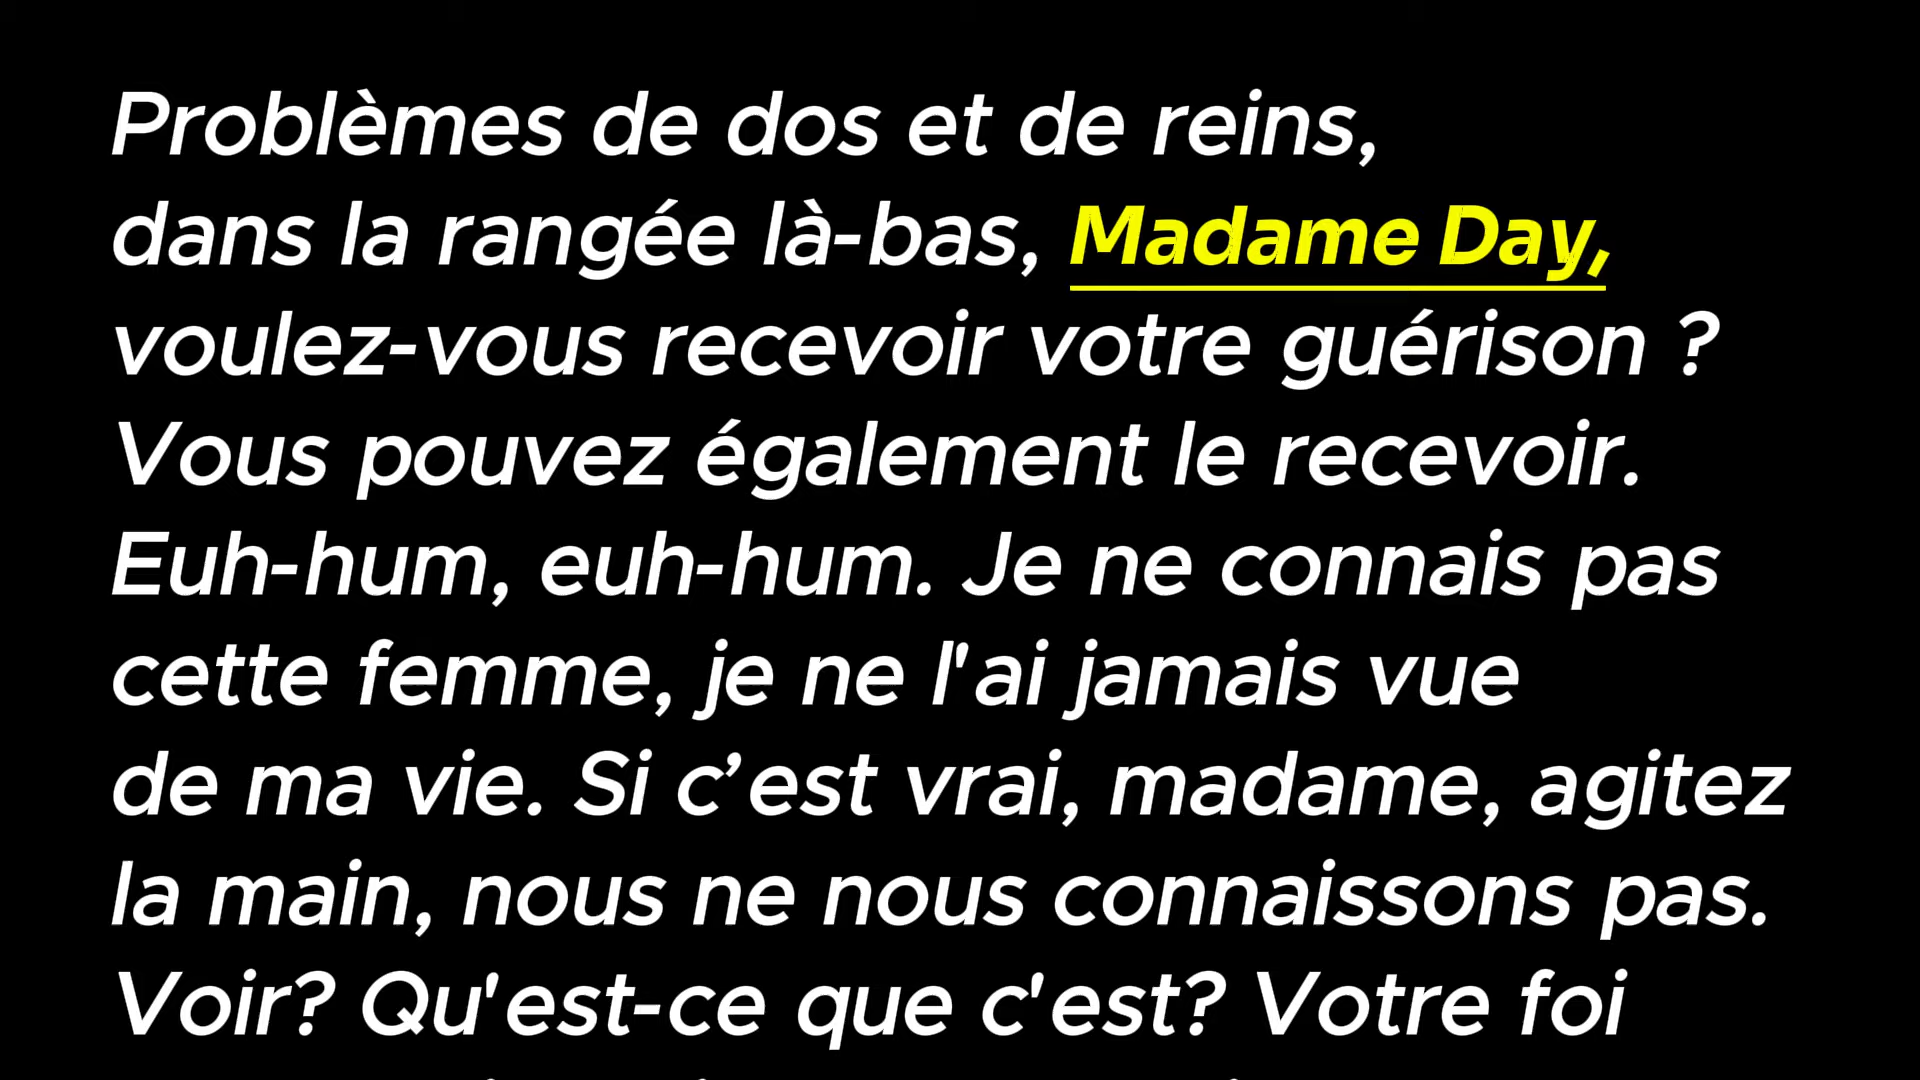 Problèmes de dos et de reins,
dans la rangée là-bas, Madame Day,
voulez-vous recevoir votre guérison ?
Vous pouvez également le recevoir.
Euh-hum, euh-hum. Je ne connais pas
cette femme, je ne l'ai jamais vue
de ma vie. Si c’est vrai, madame, agitez
la main, nous ne nous connaissons pas.
Voir? Qu'est-ce que c'est? Votre foi